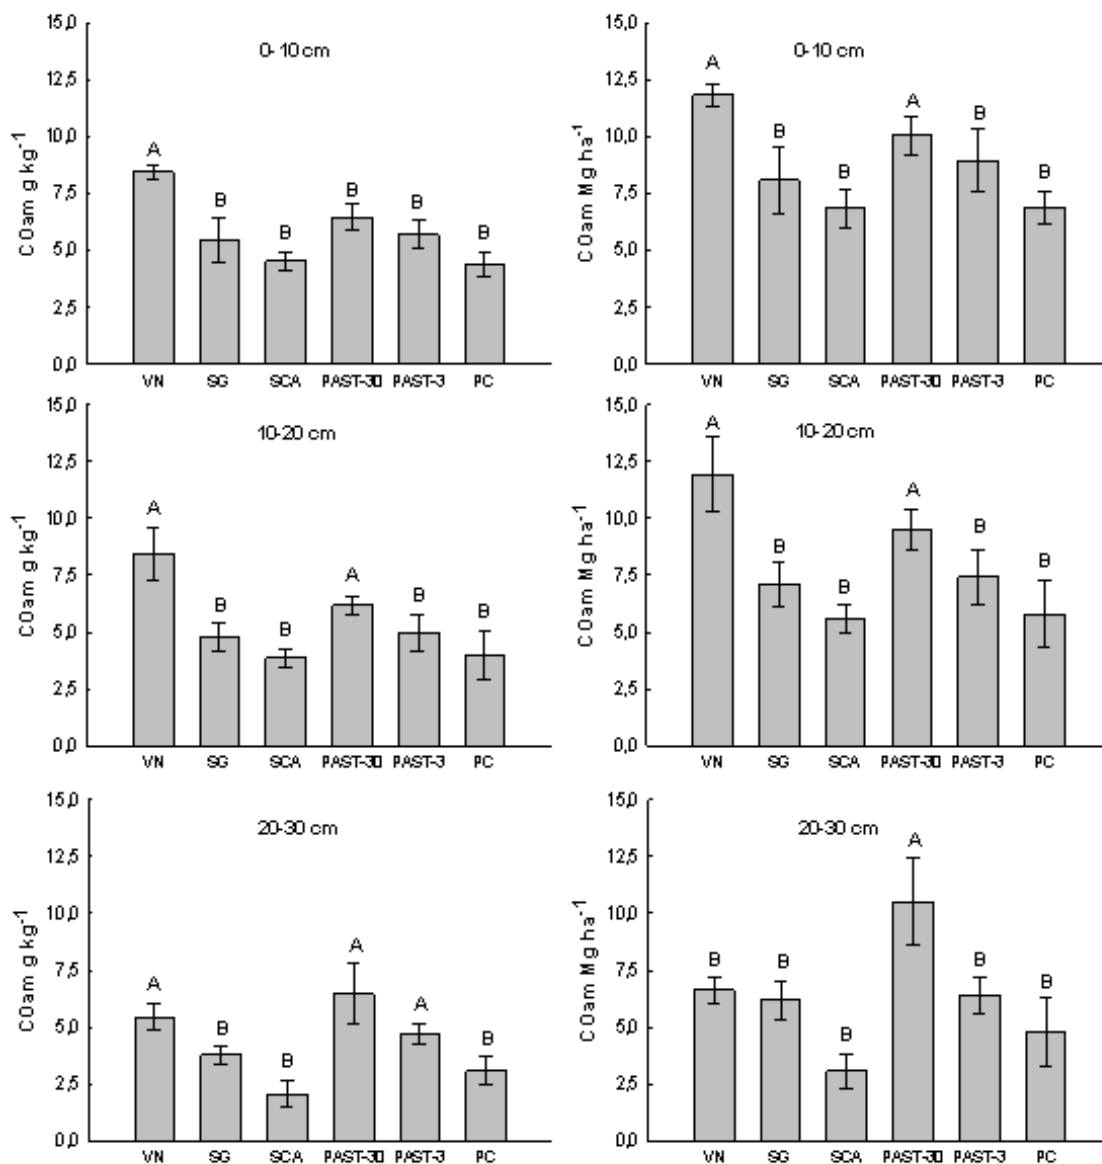 15,0
0-10 cm
12,5
10,0
A
7,5
B
B
B
B
B
5,0
2,5
0,0
COam g kg-1
VN SG SCA PAST-30 PAST-3 PC
15,0
0-10 cm
A
12,5
A
B
10,0
B
B
B
7,5
5,0
2,5
0,0
COam Mg ha-1
VN SG SCA PAST-30 PAST-3 PC
15,0
10-20 cm
12,5
A
10,0
A
7,5
B
B
B
B
5,0
2,5
0,0
COam g kg-1
VN SG SCA PAST-30 PAST-3 PC
15,0
A
10-20 cm
12,5
A
10,0
B
B
B
B
7,5
5,0
2,5
0,0
COam Mg ha-1
VN SG SCA PAST-30 PAST-3 PC
15,0
20-30 cm
12,5
10,0
A
7,5
A
A
B
B
B
5,0
2,5
0,0
COam g kg-1
VN SG SCA PAST-30 PAST-3 PC
15,0
20-30 cm
A
12,5
10,0
B
B
B
B
7,5
B
5,0
2,5
0,0
COam Mg ha-1
VN SG SCA PAST-30 PAST-3 PC